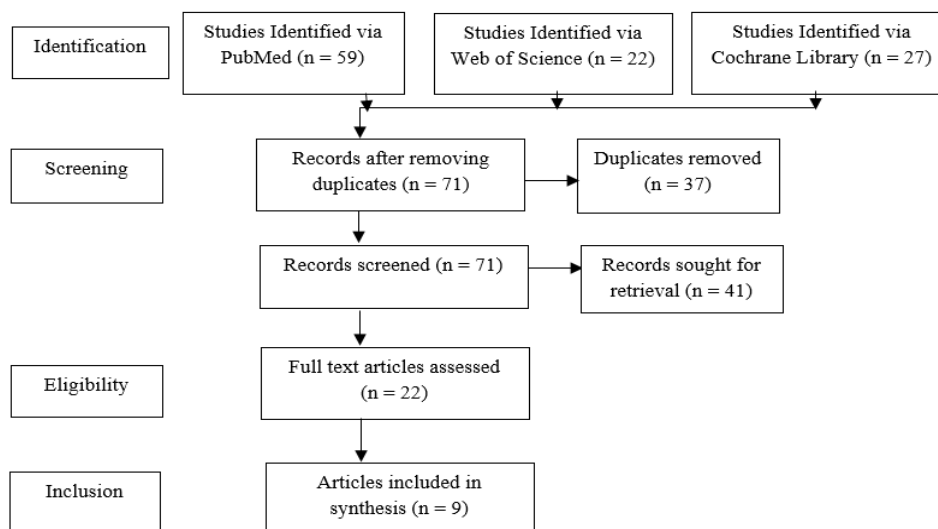 Identification
Studies Identified via
PubMed (n = 59)
Studies Identified via
Web of Science (n = 22)
Studies Identified via
Cochrane Library (n = 27)
Screening
Records after removing
duplicates (n = 71)
Duplicates removed
(n = 37)
Records screened (n = 71)
Records sought for
retrieval (n = 41)
Eligibility
Full text articles assessed
(n = 22)
Inclusion
Articles included in
synthesis (n = 9)